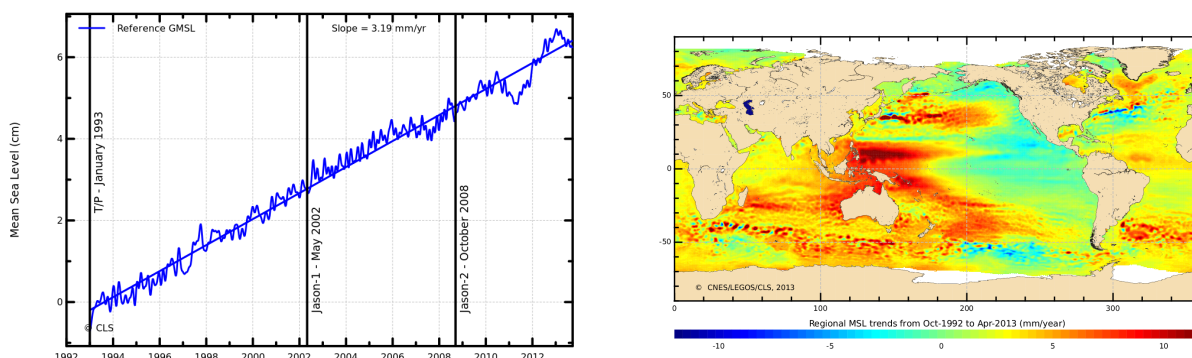 Reference GMSL
Slope = 3.19 mm/yr
Mean Sea Level (cm)
6
4
2
0
T/P - January 1993
Jason-1 - May 2002
Jason-2 - October 2008
© CLS
1992 1994 1996 1998 2000 2002 2004 2006 2008 2010 2012
50
0
-50
© CNES/LEGOS/CLS, 2013
0 100 200 300
Regional MSL trends from Oct-1992 to Apr-2013 (mm/year)
-10 -5 0 5 10